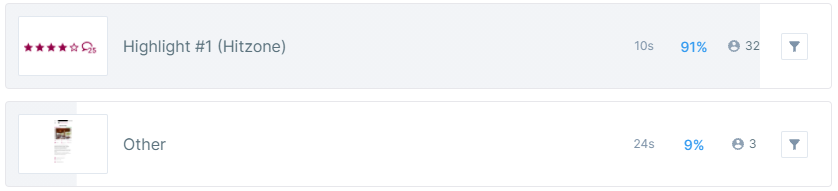 25
Highlight #1 (Hitzone) 10s 91% 32
Other 24s 9% 3